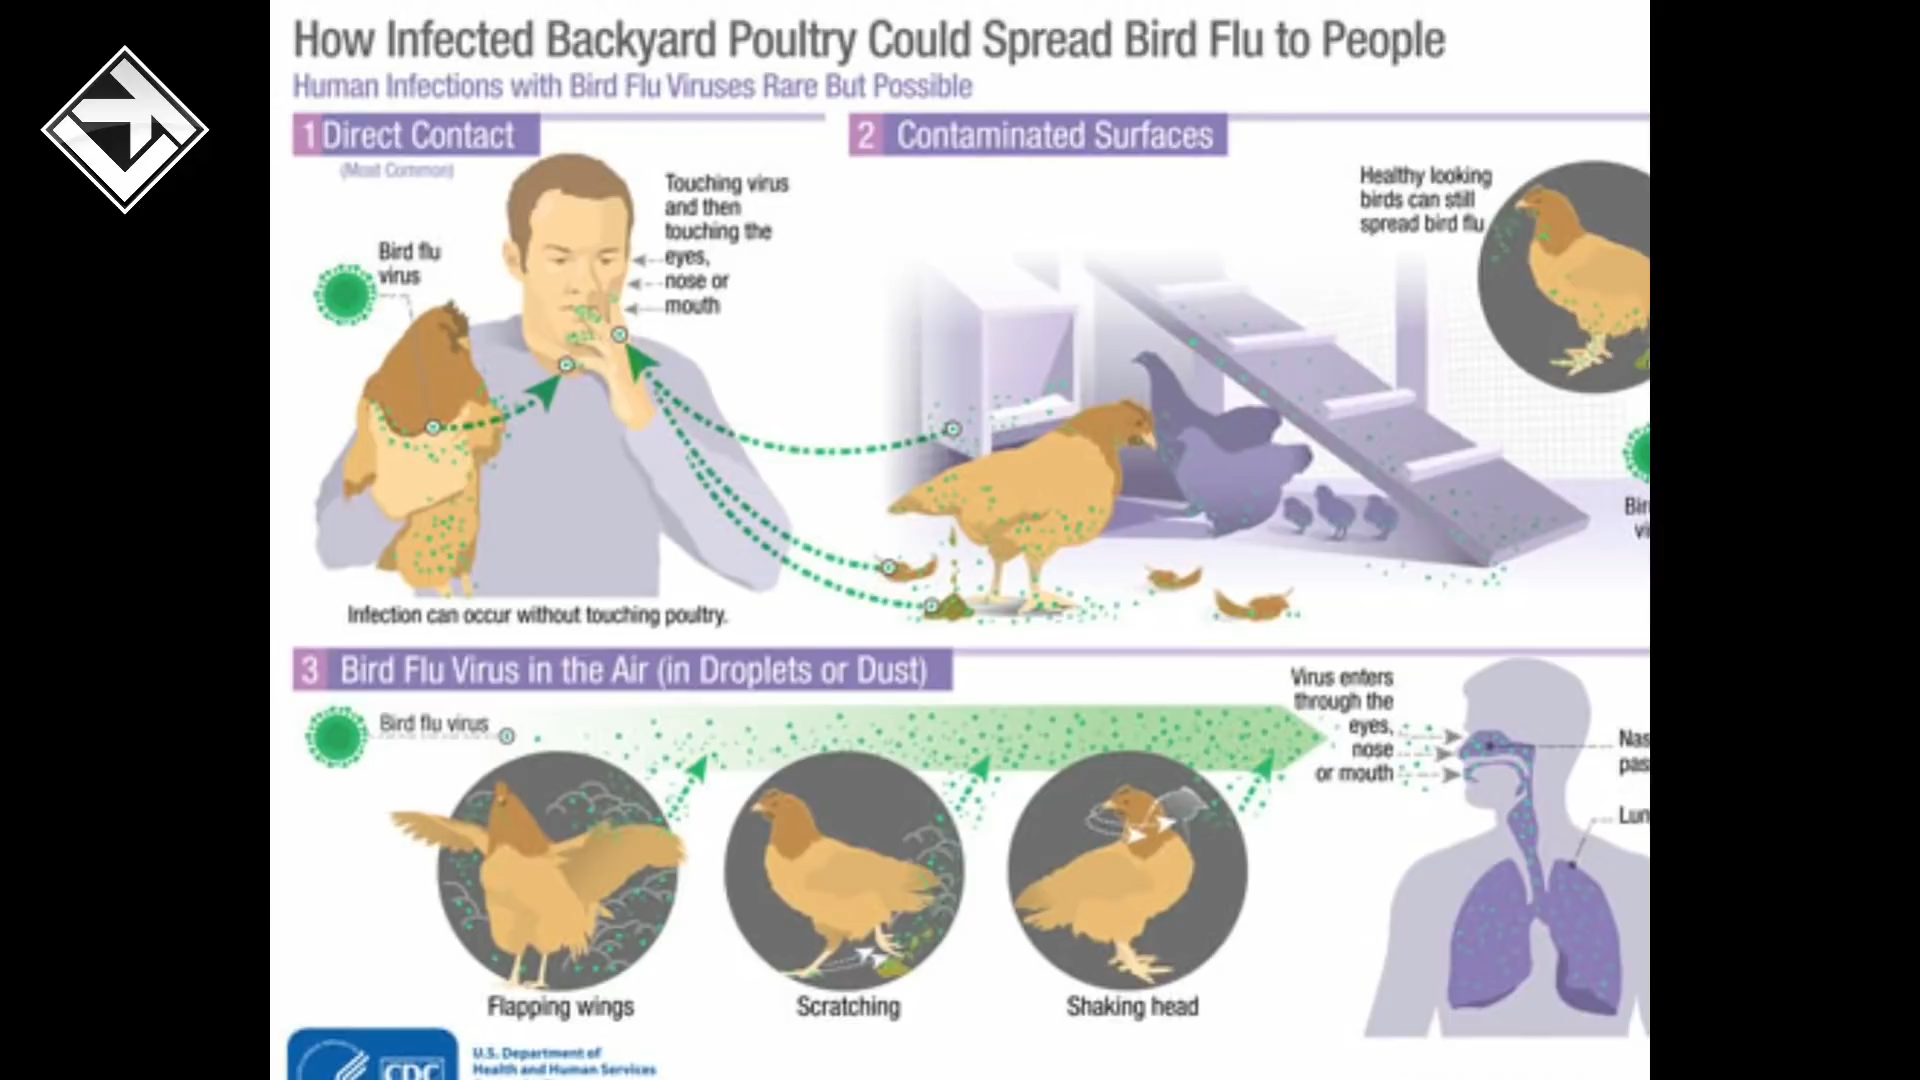 How Infected Backyard Poultry Could Spread Bird Flu to People
Human Infections with Bird Flu Viruses Rare But Possible
1 Direct Contact
(Most Common)
Bird flu
virus
Touching virus
and then
touching the
eyes,
nose or
mouth
Infection can occur without touching poultry.
2 Contaminated Surfaces
Healthy looking
birds can still
spread bird flu
3 Bird Flu Virus in the Air (in Droplets or Dust)
Bird flu virus
Virus enters
through the
eyes,
nose
or mouth
Flapping wings
Scratching
Shaking head
CDC
U.S. Department of
Health and Human Services